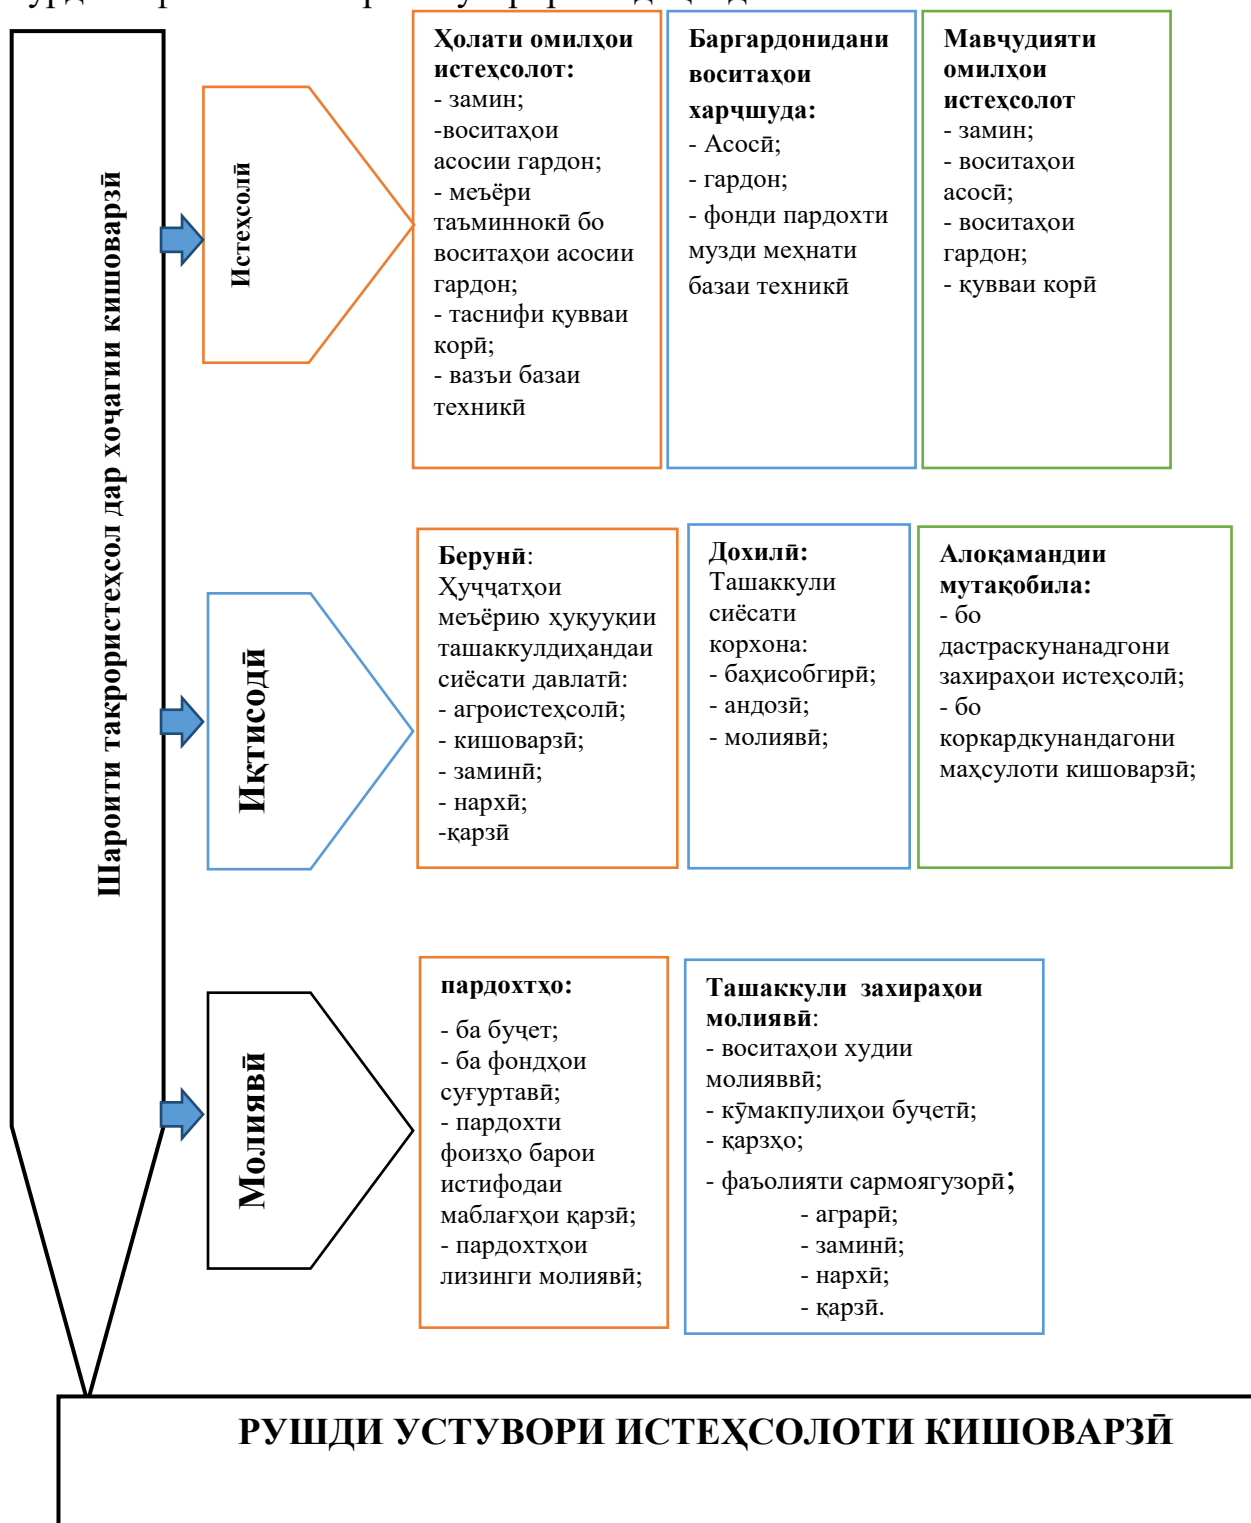 Шароити такрористеҳсол дар хоҷагии кишоварзӣ
Истеҳсолӣ
Ҳолати омилҳои
истеҳсолот:
- замин;
-воситаҳои
асосии гардон;
- меъёри
таъминнокӣ бо
воситаҳои асосии
гардон;
- таснифи қувваи
корӣ;
- вазъи базаи
техникӣ
Баргардонидани
воситаҳои
харҷшуда:
- Асосӣ;
- гардон;
- фонди пардохти
музди меҳнати
базаи техникӣ
Мавҷудияти
омилҳои
истеҳсолот
- замин;
- воситаҳои
асосӣ;
- воситаҳои
гардон;
- қувваи корӣ
Иқтисодӣ
Берунӣ:
Ҳуҷҷатҳои
меъёрию ҳуқууқии
ташаккулдиҳандаи
сиёсати давлатӣ:
- агроистеҳсолӣ;
- кишоварзӣ;
- заминӣ;
- нархӣ;
-қарзӣ
Дохилӣ:
Ташаккули
сиёсати
корхона:
- баҳисобгирӣ;
- андозӣ;
- молиявӣ;
Алоқамандии
мутақобила:
- бо
дастраскунанадгони
захираҳои истеҳсолӣ;
- бо
коркардкунандагони
маҳсулоти кишоварзӣ;
Молиявӣ
пардохтҳо:
- ба буҷет;
- ба фондҳои
суғуртавӣ;
- пардохти
фоизҳо барои
истифодаи
маблағҳои қарзӣ;
- пардохтҳои
лизинги молиявӣ;
Ташаккули захираҳои
молиявӣ:
- воситаҳои худии
молияввӣ;
- кӯмакпулиҳои буҷетӣ;
- қарзҳо;
- фаъолияти сармоягузорӣ;
- аграрӣ;
- заминӣ;
- нархӣ;
- қарзӣ.
РУШДИ УСТУВОРИ ИСТЕҲСОЛОТИ КИШОВАРЗӢ